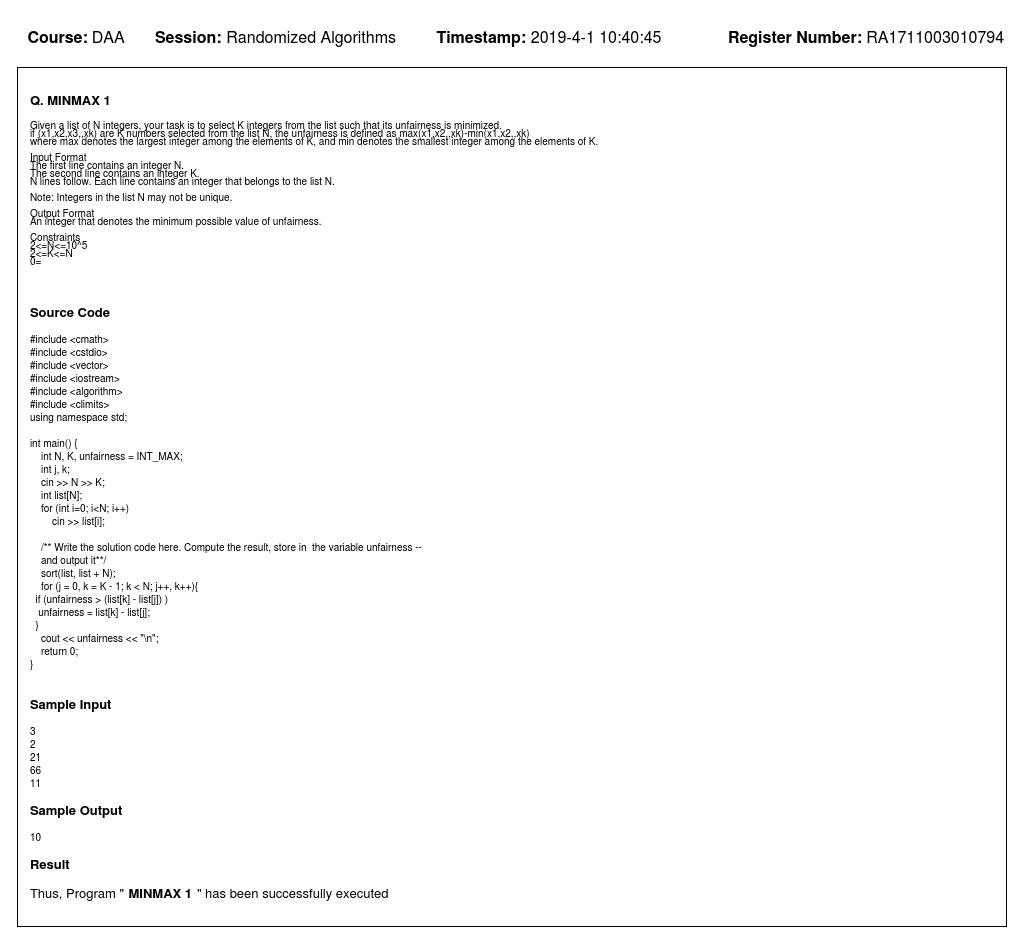 Course: DAA Session: Randomized Algorithms Timestamp: 2019-4-1 10:40:45 Register Number: RA1711003010794
Q. MINMAX 1
Given a list of N integers, your task is to select K integers from the list such that its unfairness is minimized.
if (x1,x2,x3,,xk) are K numbers selected from the list N, the unfairness is defined as max(x1,x2,,xk)-min(x1,x2,,xk)
where max denotes the largest integer among the elements of K, and min denotes the smallest integer among the elements of K.
Input Format
The first line contains an integer N.
The second line contains an integer K.
N lines follow. Each line contains an integer that belongs to the list N.
Note: Integers in the list N may not be unique.
Output Format
An integer that denotes the minimum possible value of unfairness.
Constraints
2<=N<=10^5
2<=K<=N
0=
Source Code
#include <cmath>
#include <cstdio>
#include <vector>
#include <iostream>
#include <algorithm>
#include <climits>
using namespace std;
int main() {
int N, K, unfairness = INT_MAX;
int j, k;
cin >> N >> K;
int list[N];
for (int i=0; i<N; i++)
cin >> list[i];
/** Write the solution code here. Compute the result, store in  the variable unfairness --
and output it**/
sort(list, list + N);
for (j = 0, k = K - 1; k < N; j++, k++){
if (unfairness > (list[k] - list[j]) )
unfairness = list[k] - list[j];
}
cout << unfairness << "\n";
return 0;
}
Sample Input
3
2
21
66
11
Sample Output
10
Result
Thus, Program " MINMAX 1 " has been successfully executed